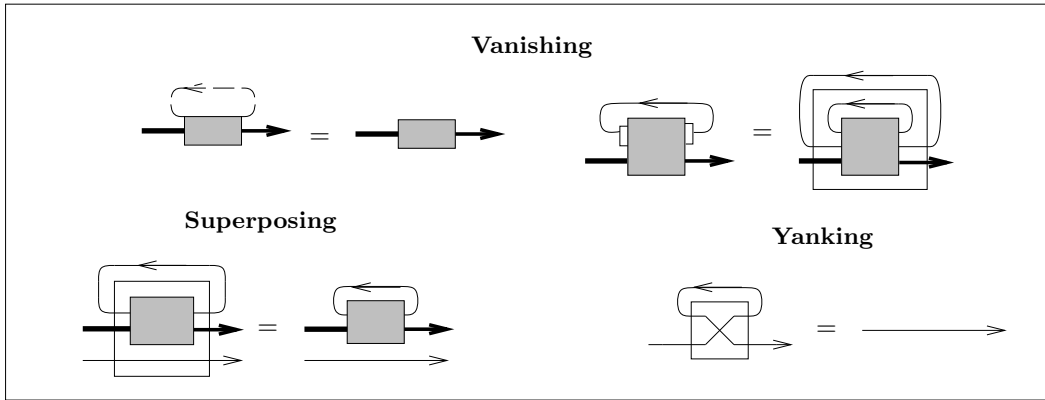 Vanishing
=
=
Superposing
Yanking
=
=